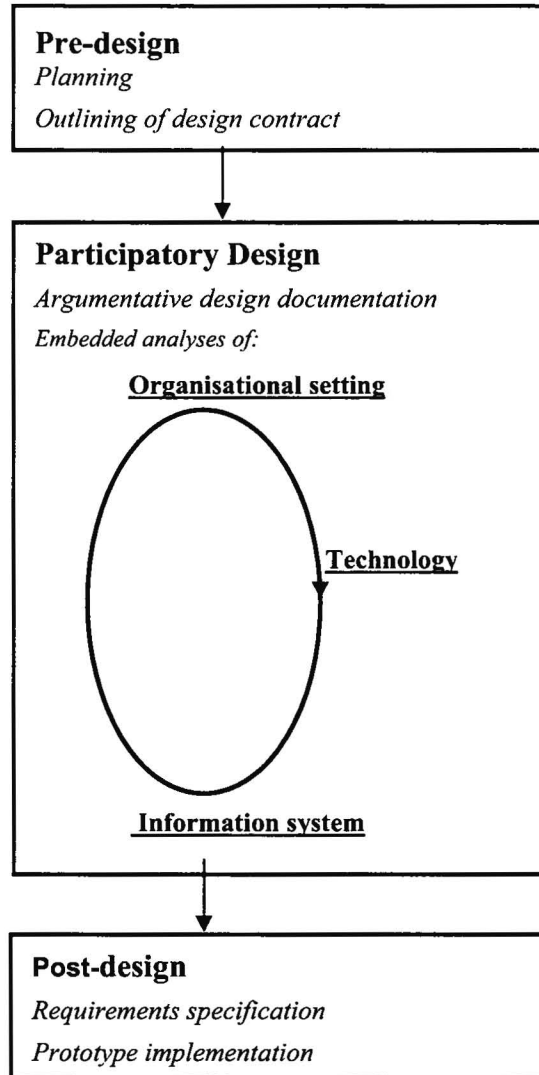 Pre-design
Planning
Outlining of design contract
Participatory Design
Argumentative design documentation
Embedded analyses of:
Organisational setting
Technology
Information system
Post-design
Requirements specification
Prototype implementation